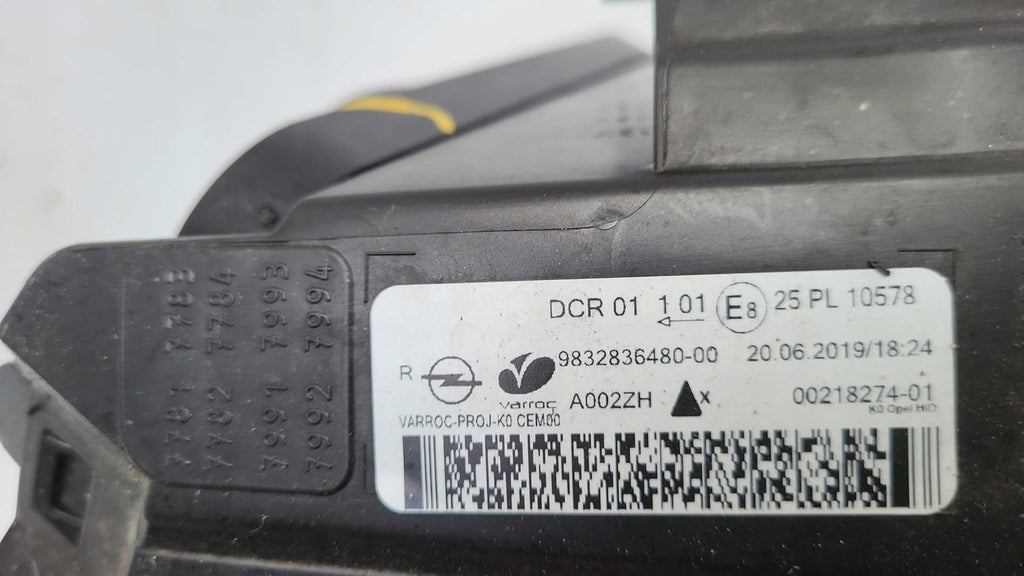 DCR 01 1 01 E8 25 PL 10578
9832836480-00 20.06.2019/18:24
R varroc A002ZH x 00218274-01
K0 Opel HID
VARROC-PROJ-K0 CEM60
7781 7783
7782 7784
7991 7993
7992 7994